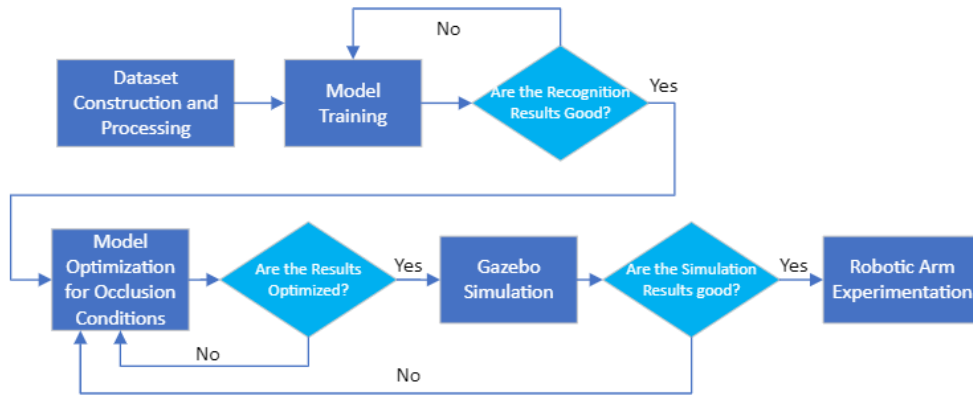 No
Dataset
Construction and
Processing
Model
Training
Are the Recognition
Results Good?
Yes
Model
Optimization
for Occlusion
Conditions
Are the Results
Optimized?
Yes
Gazebo
Simulation
Are the Simulation
Results good?
Yes
Robotic Arm
Experimentation
No
No